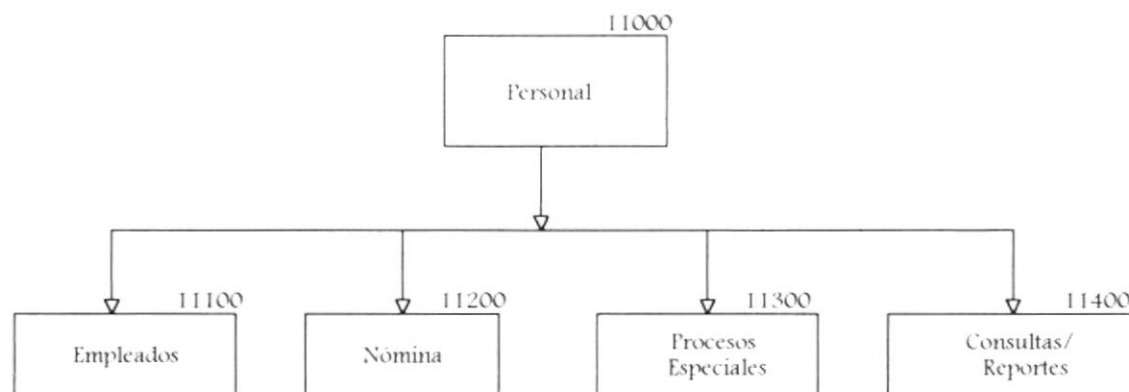 11000
Personal
11100
Empleados
11200
Nómina
11300
Procesos
Especiales
11400
Consultas/
Reportes